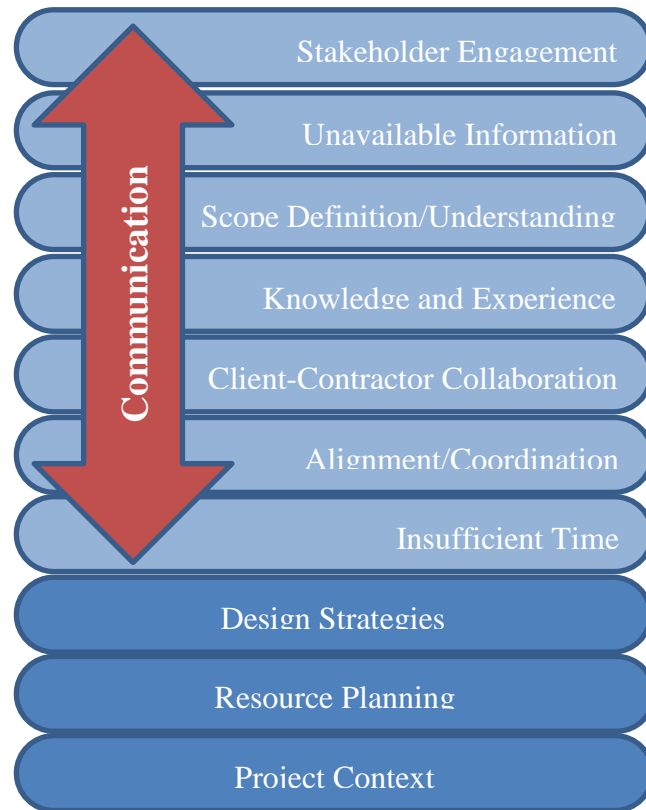 Stakeholder Engagement
Unavailable Information
Scope Definition/Understanding
Knowledge and Experience
Client-Contractor Collaboration
Alignment/Coordination
Insufficient Time
Design Strategies
Resource Planning
Project Context
Communication